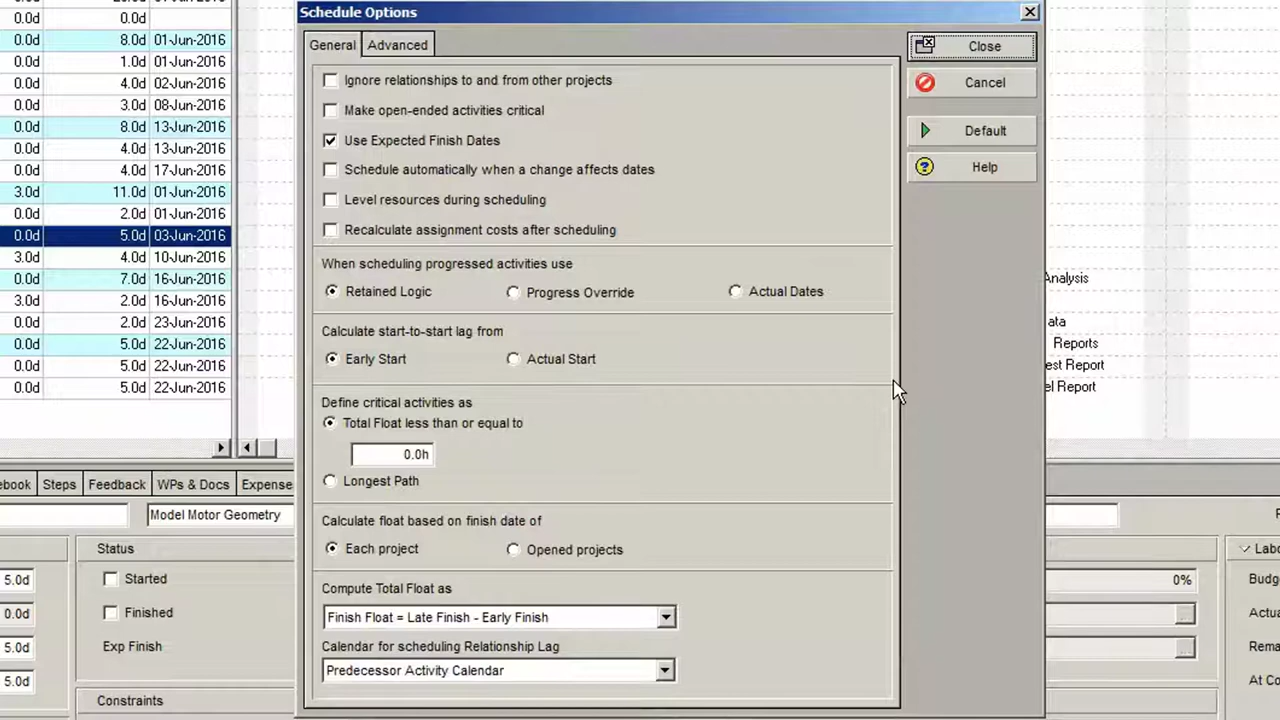 Schedule Options
General
Advanced
Close
Cancel
Default
Help
Ignore relationships to and from other projects
Make open-ended activities critical
Use Expected Finish Dates
Schedule automatically when a change affects dates
Level resources during scheduling
Recalculate assignment costs after scheduling
When scheduling progressed activities use
Retained Logic
Progress Override
Actual Dates
Calculate start-to-start lag from
Early Start
Actual Start
Define critical activities as
Total Float less than or equal to
0.0h
Longest Path
Calculate float based on finish date of
Each project
Opened projects
Compute Total Float as
Finish Float = Late Finish - Early Finish
Calendar for scheduling Relationship Lag
Predecessor Activity Calendar
0.0d
0.0d 8.0d 01-Jun-2016
0.0d 1.0d 01-Jun-2016
0.0d 4.0d 02-Jun-2016
0.0d 3.0d 08-Jun-2016
0.0d 8.0d 13-Jun-2016
0.0d 4.0d 13-Jun-2016
0.0d 4.0d 17-Jun-2016
3.0d 11.0d 01-Jun-2016
0.0d 2.0d 01-Jun-2016
0.0d 5.0d 03-Jun-2016
3.0d 4.0d 10-Jun-2016
0.0d 7.0d 16-Jun-2016
3.0d 2.0d 16-Jun-2016
0.0d 2.0d 23-Jun-2016
0.0d 5.0d 22-Jun-2016
0.0d 5.0d 22-Jun-2016
0.0d 5.0d 22-Jun-2016
Analysis
ata
Reports
est Report
el Report
ebook Steps Feedback WPs & Docs Expense
Model Motor Geometry
Status
5.0d
Started
0.0d
Finished
5.0d
Exp Finish
5.0d
Constraints
0%
Labo
Budg
Actua
Rema
At Co